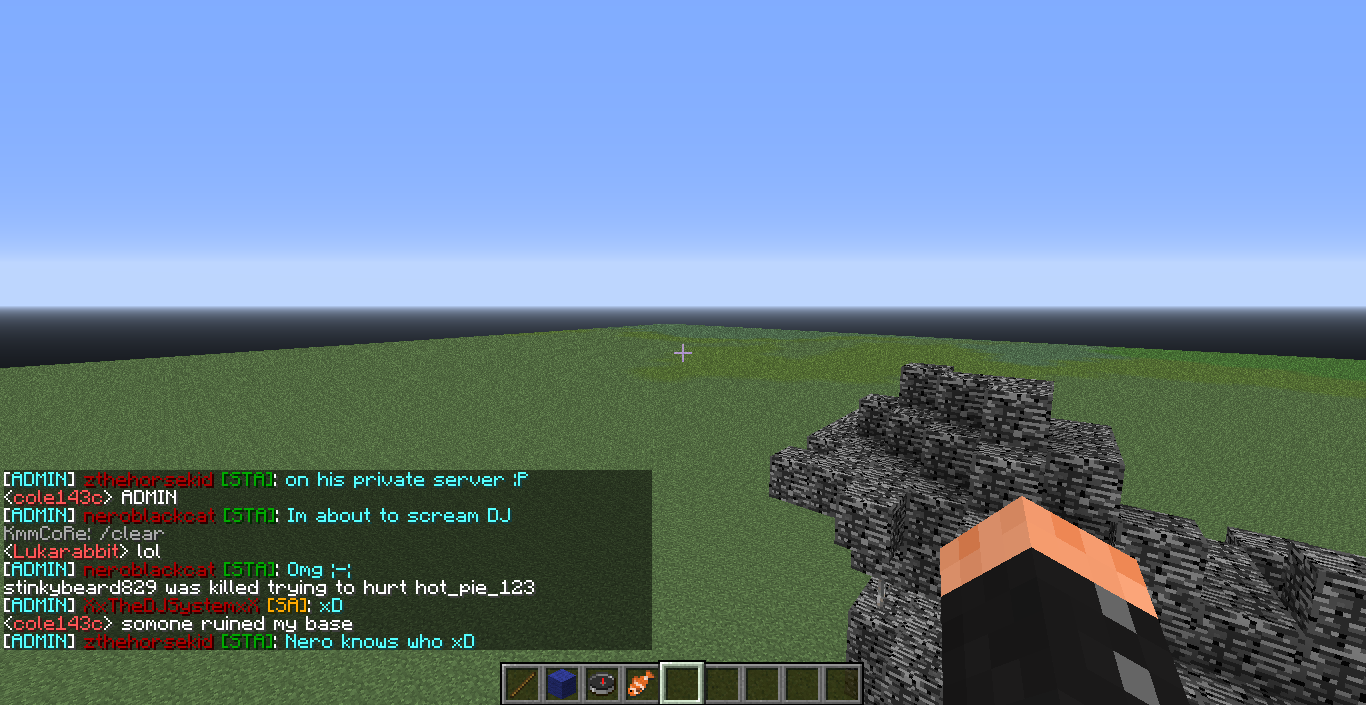 [ADMIN] zthehorsekid [STA]: on his private server :P
<cole143c> ADMIN
[ADMIN] neroblackcat [STA]: Im about to scream DJ
KmmCoRe: /clear
<Lukarabbit> lol
[ADMIN] neroblackcat [STA]: Omg ;-;
stinkybeard829 was killed trying to hurt hot_pie_123
[ADMIN] XxTheDJSystemxX [SA]: xD
<cole143c> somone ruined my base
[ADMIN] zthehorsekid [STA]: Nero knows who xD